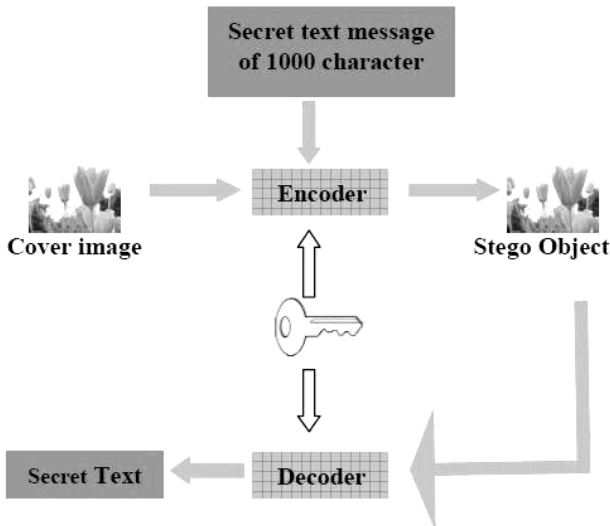 Secret text message
of 1000 character
Encoder
Cover image
Stego Object
Secret Text
Decoder